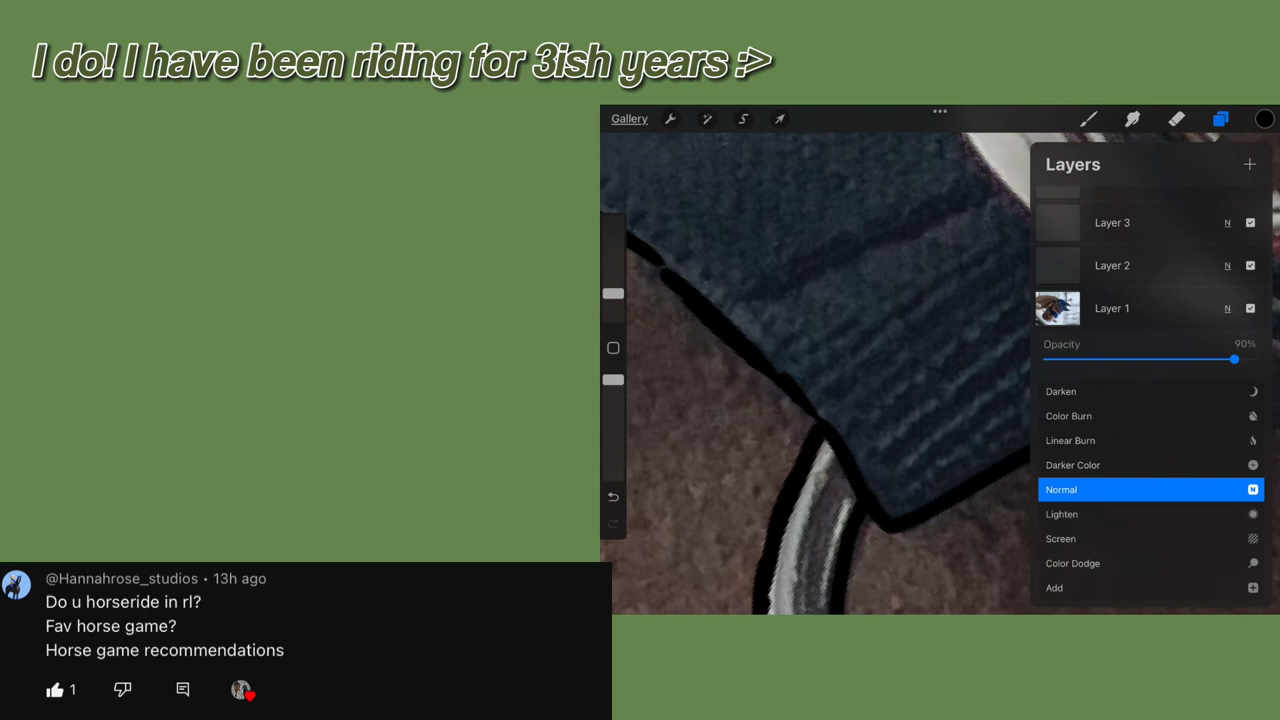 I do! I have been riding for 3ish years :>
Gallery
Layers
Layer 3 N
Layer 2 N
Layer 1 N
Opacity 90%
Darken
Color Burn
Linear Burn
Darker Color
Normal N
Lighten
Screen
Color Dodge
Add
@Hannahrose_studios • 13h ago
Do u horseride in rl?
Fav horse game?
Horse game recommendations
1